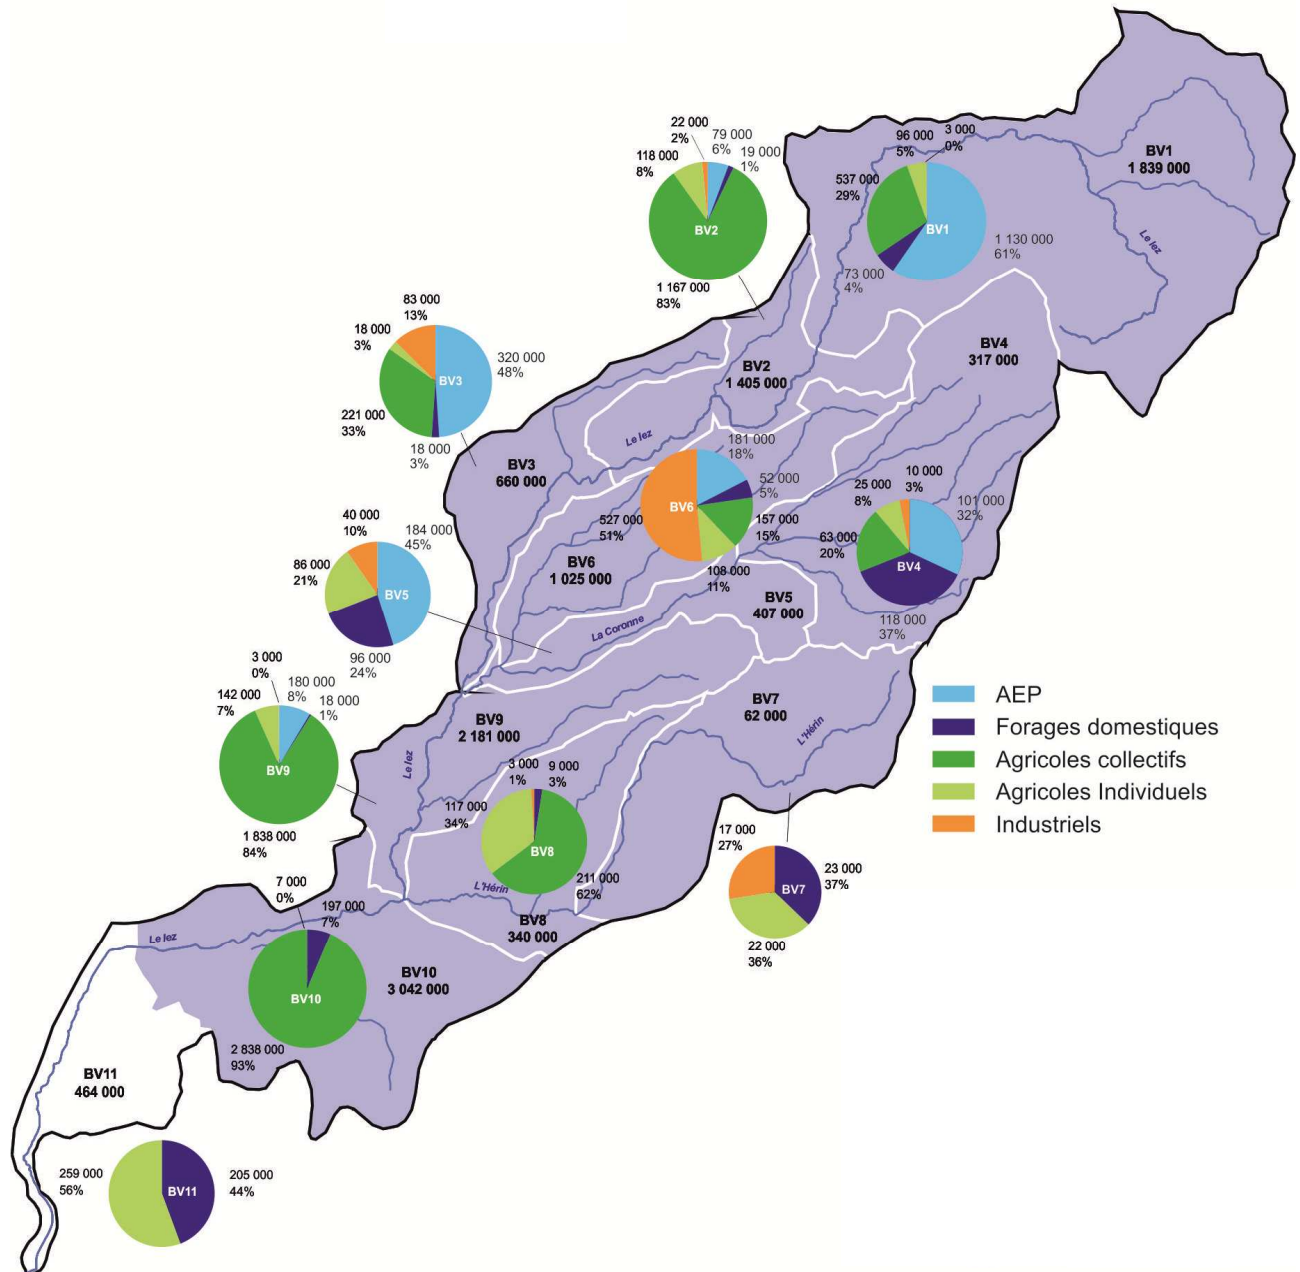 22 000
2%
79 000
6%
19 000
1%
118 000
8%
BV2
1 167 000
83%
96 000
5%
3 000
0%
537 000
29%
BV1
1 130 000
61%
73 000
4%
BV1
1 839 000
Le lez
83 000
13%
18 000
3%
320 000
48%
BV3
221 000
33%
18 000
3%
BV2
1 405 000
BV4
317 000
Le lez
BV3
660 000
181 000
18%
52 000
5%
BV6
527 000
51%
157 000
15%
108 000
11%
10 000
3%
25 000
8%
101 000
32%
63 000
20%
BV4
118 000
37%
40 000
10%
184 000
45%
86 000
21%
BV5
96 000
24%
BV6
1 025 000
BV5
407 000
La Coronne
3 000
0%
180 000
8%
18 000
1%
142 000
7%
BV9
1 838 000
84%
BV9
2 181 000
BV7
62 000
L'Hérin
Le lez
AEP
Forages domestiques
Agricoles collectifs
Agricoles Individuels
Industriels
3 000
1%
9 000
3%
117 000
34%
BV8
211 000
62%
17 000
27%
23 000
37%
BV7
22 000
36%
L'Hérin
BV8
340 000
7 000
0%
197 000
7%
Le lez
BV10
BV10
3 042 000
2 838 000
93%
BV11
464 000
259 000
56%
BV11
205 000
44%